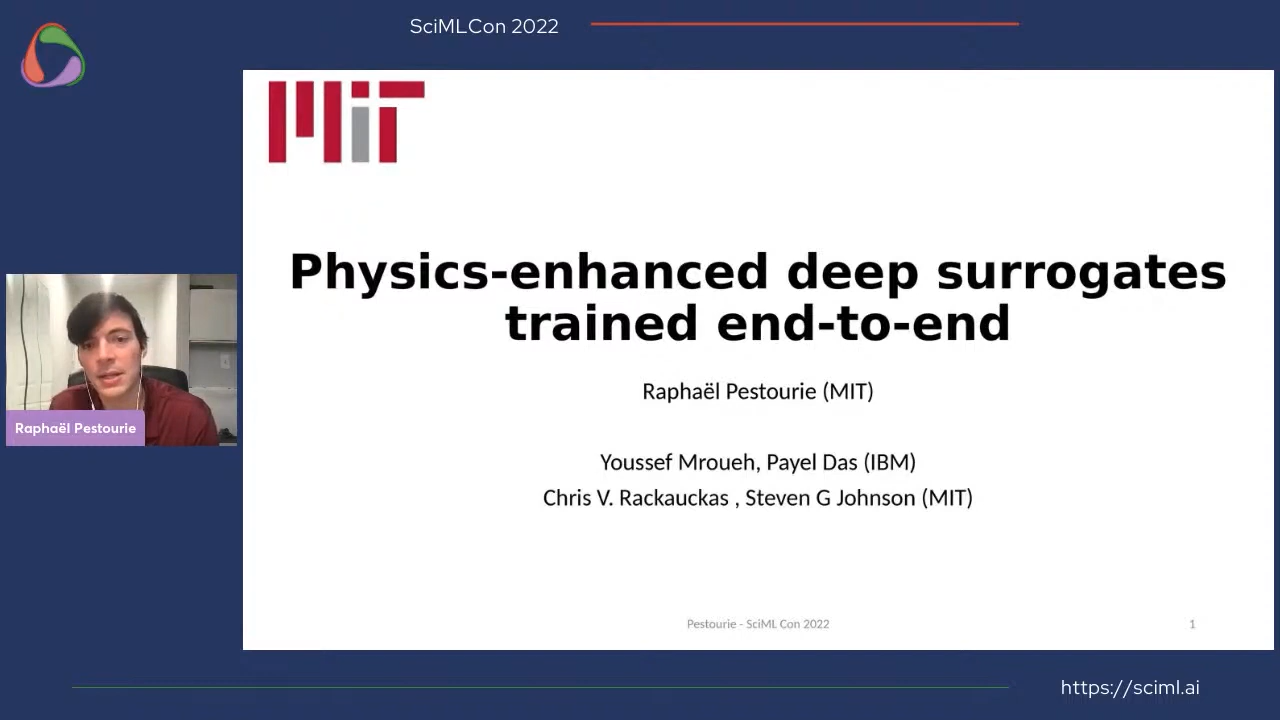 SciMLCon 2022
MIT
Physics-enhanced deep surrogates
trained end-to-end
Raphaël Pestourie (MIT)
Youssef Mroueh, Payel Das (IBM)
Chris V. Rackauckas , Steven G Johnson (MIT)
Raphaël Pestourie
Pestourie - SciML Con 2022
1
https://sciml.ai